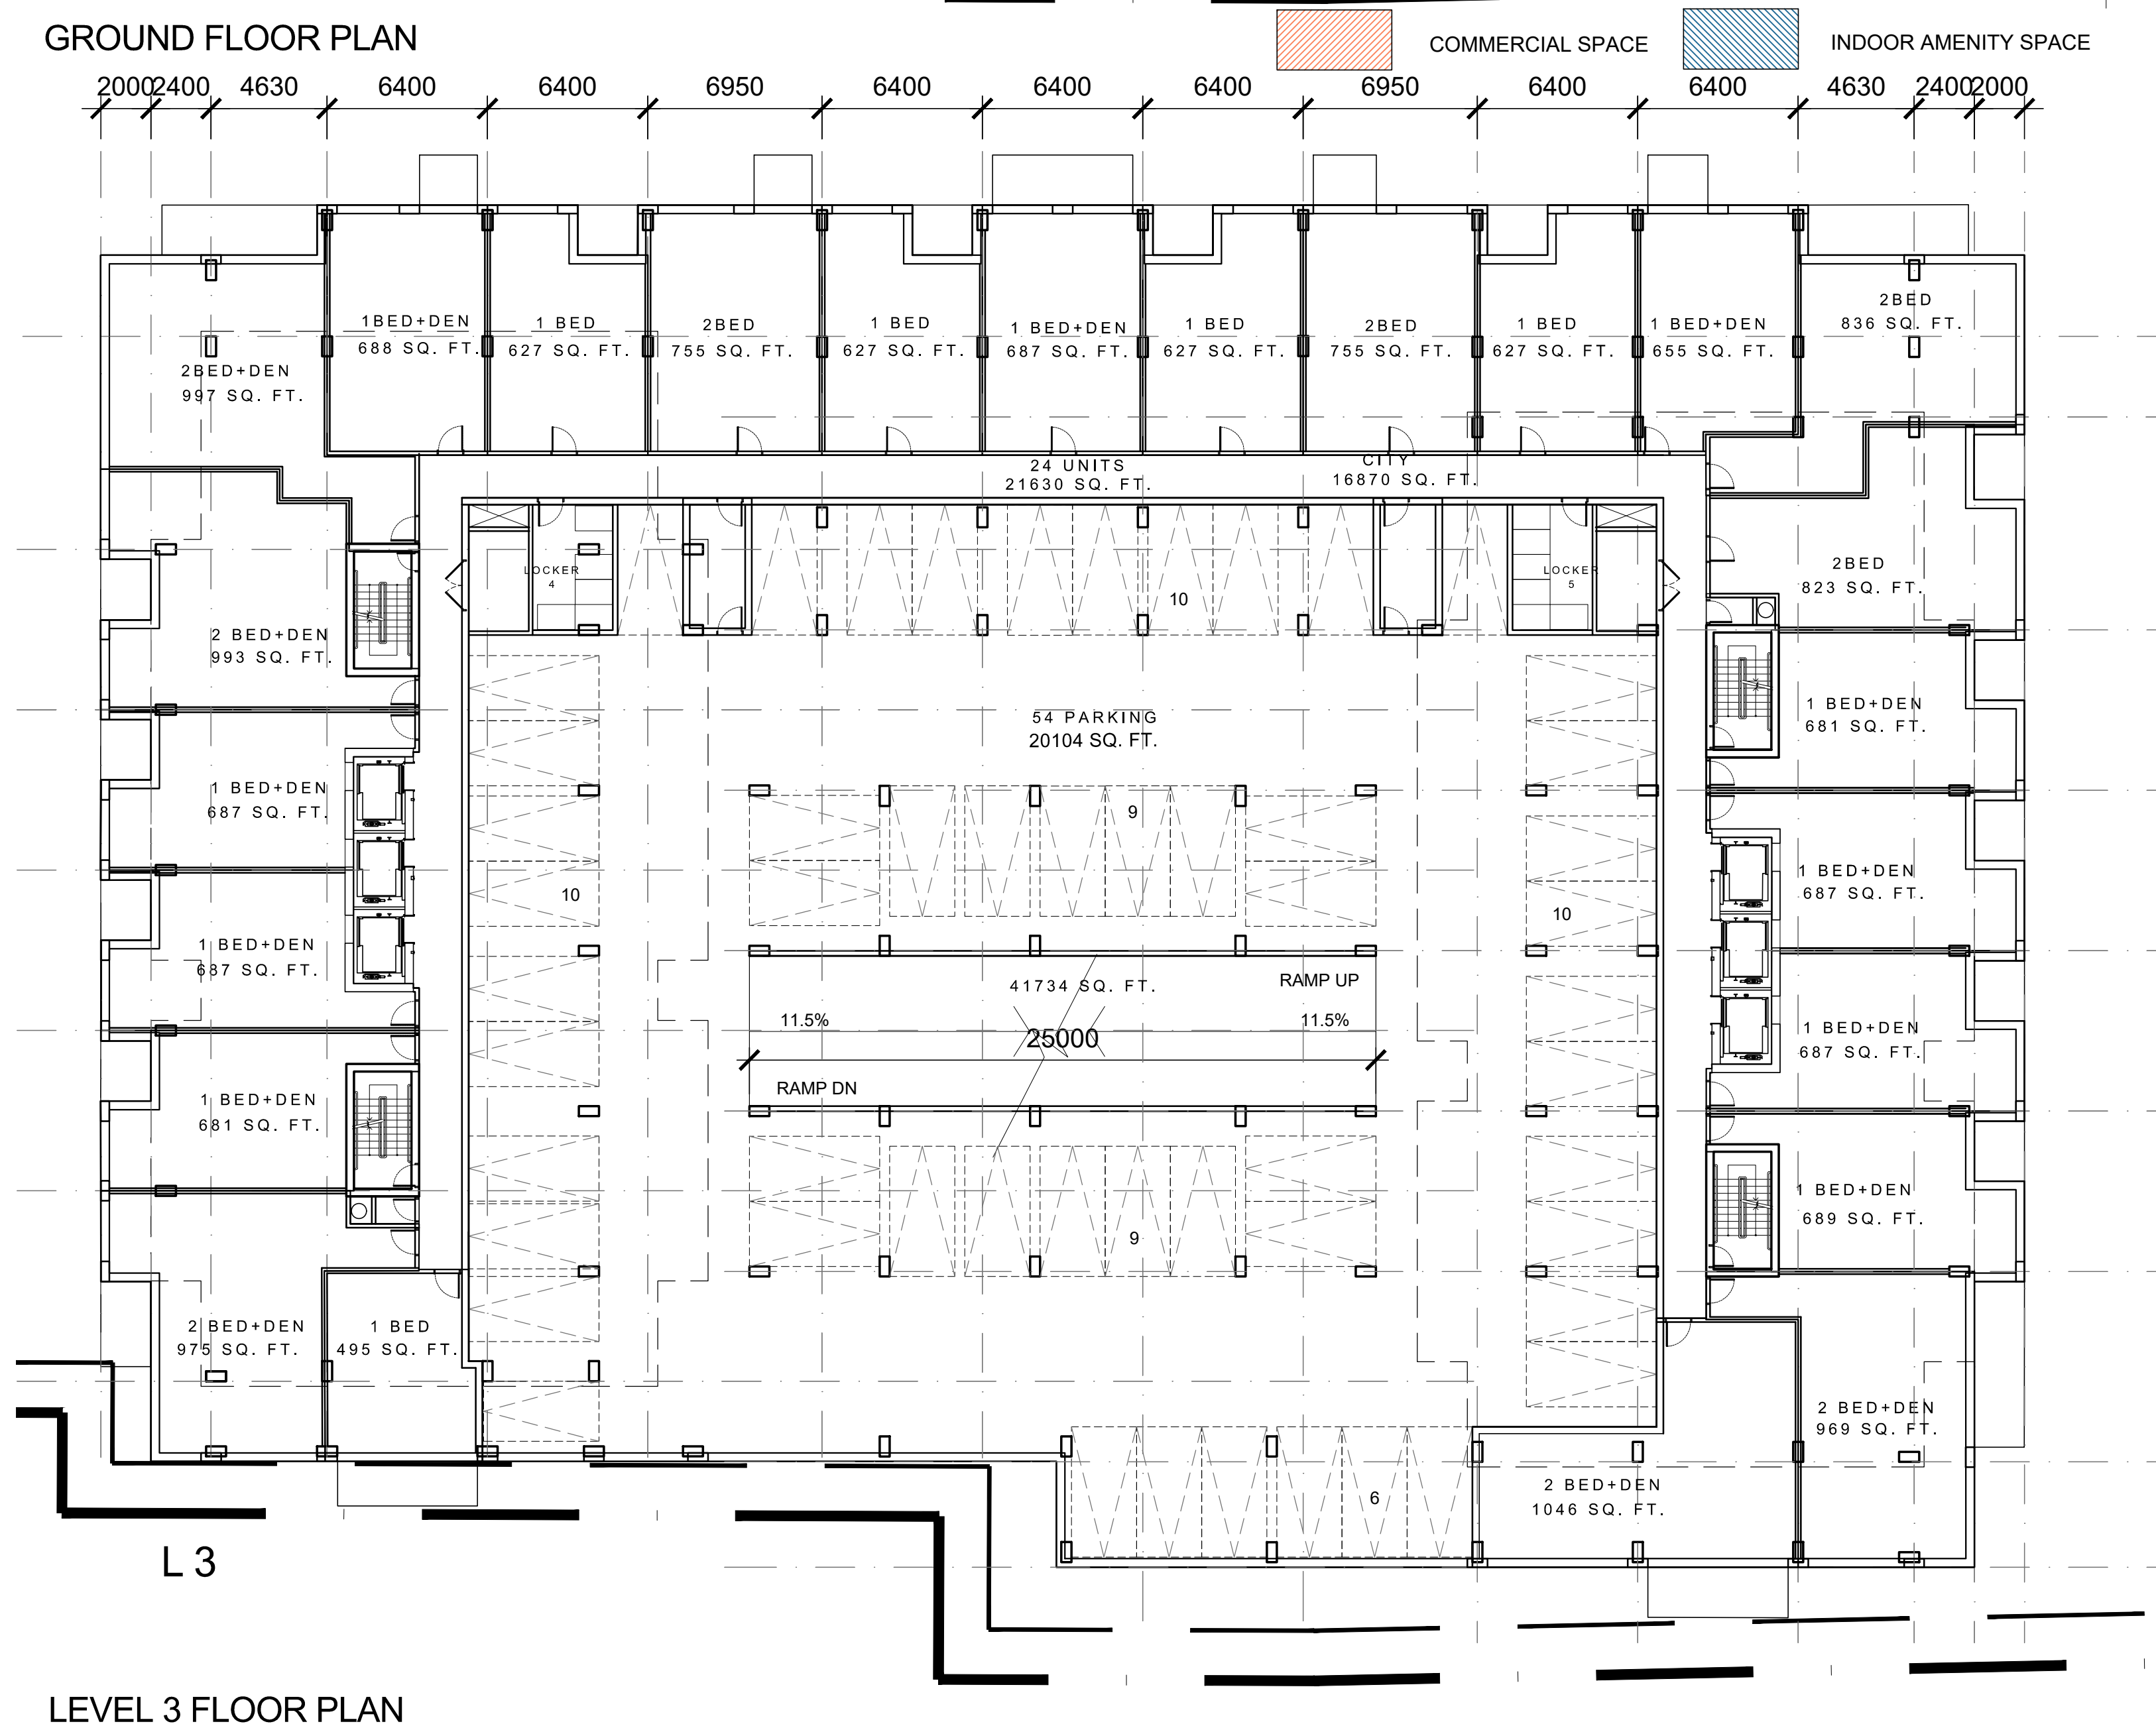 GROUND FLOOR PLAN
COMMERCIAL SPACE
INDOOR AMENITY SPACE
2000 2400 4630 6400 6400 6950 6400 6400 6400 6950 6400 6400 4630 2400 2000
2BED+DEN
997 SQ. FT.
1BED+DEN
688 SQ. FT.
1 BED
627 SQ. FT.
2BED
755 SQ. FT.
1 BED
627 SQ. FT.
1 BED+DEN
687 SQ. FT.
1 BED
627 SQ. FT.
2BED
755 SQ. FT.
1 BED
627 SQ. FT.
1 BED+DEN
655 SQ. FT.
2BED
836 SQ. FT.
24 UNITS
21630 SQ. FT.
CITY
16870 SQ. FT.
LOCKER
4
LOCKER
5
10
2BED
823 SQ. FT.
2 BED+DEN
993 SQ. FT.
54 PARKING
20104 SQ. FT.
1 BED+DEN
681 SQ. FT.
1 BED+DEN
687 SQ. FT.
9
10
10
1 BED+DEN
687 SQ. FT.
1 BED+DEN
687 SQ. FT.
41734 SQ. FT.
RAMP UP
11.5%
11.5%
25000
RAMP DN
1 BED+DEN
687 SQ. FT.
1 BED+DEN
681 SQ. FT.
9
1 BED+DEN
689 SQ. FT.
2 BED+DEN
975 SQ. FT.
1 BED
495 SQ. FT.
2 BED+DEN
969 SQ. FT.
6
2 BED+DEN
1046 SQ. FT.
L 3
LEVEL 3 FLOOR PLAN